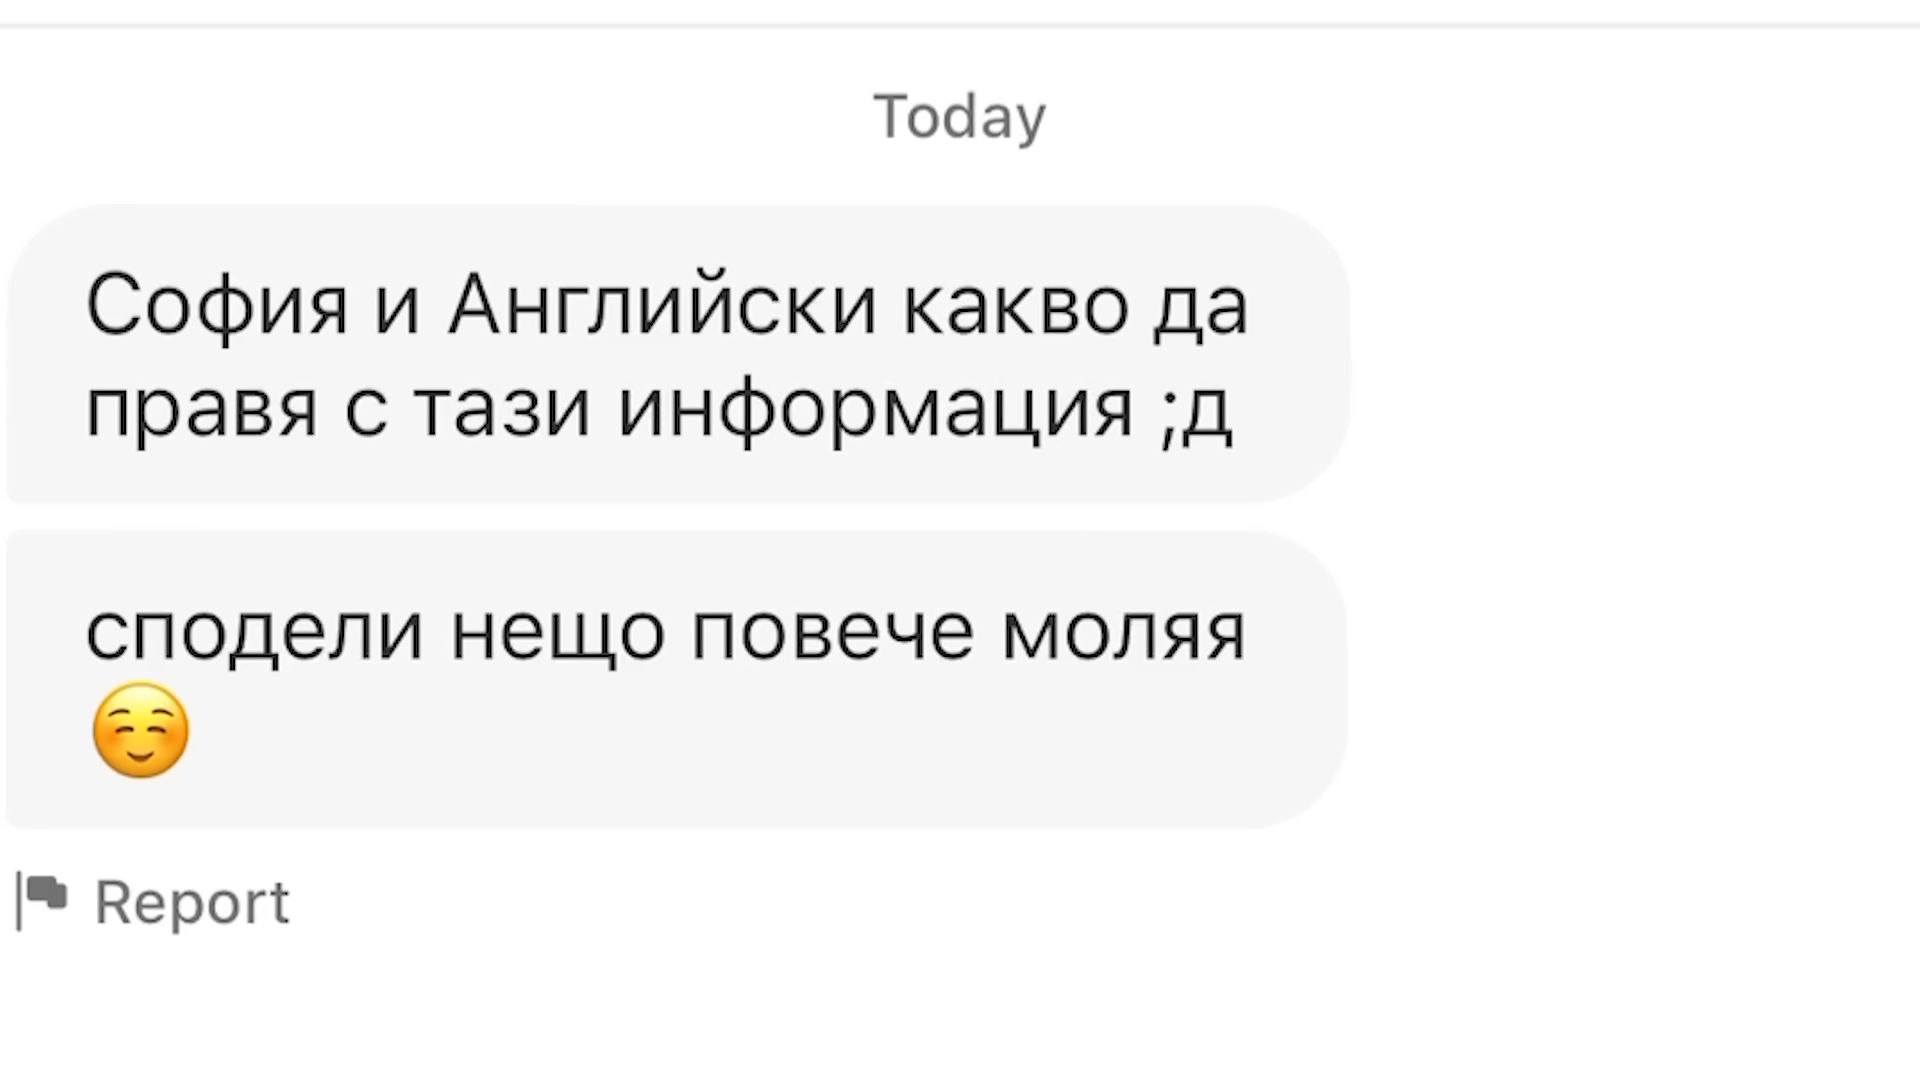 Today
София и Английски какво да
правя с тази информация ;д
сподели нещо повече моляя
☺️
Report